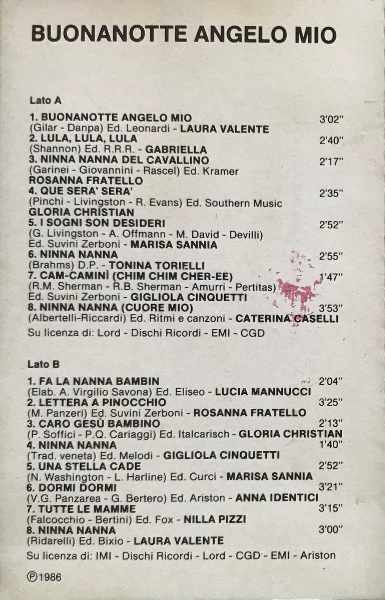 BUONANOTTE ANGELO MIO
Lato A
1. BUONANOTTE ANGELO MIO 3'02"
(Gilar - Danpa) Ed. Leonardi - LAURA VALENTE
2. LULA, LULA, LULA 2'40"
(Shannon) Ed. R.R.R. - GABRIELLA
3. NINNA NANNA DEL CAVALLINO 2'17"
(Garinei - Giovannini - Rascel) Ed. Kramer
ROSANNA FRATELLO
4. QUE SERA' SERA' 2'35"
(Pinchi - Livingston - R. Evans) Ed. Southern Music
GLORIA CHRISTIAN
5. I SOGNI SON DESIDERI 2'52"
(G. Livingston - A. Offmann - M. David - Devilli)
Ed. Suvini Zerboni - MARISA SANNIA
6. NINNA NANNA 2'55"
(Brahms) D.P. - TONINA TORIELLI
7. CAM-CAMINÌ (CHIM CHIM CHER-EE) 1'47"
(R.M. Sherman - R.B. Sherman - Amurri - Pertitas)
Ed. Suvini Zerboni - GIGLIOLA CINQUETTI
8. NINNA NANNA (CUORE MIO) 3'53"
(Albertelli-Riccardi) Ed. Ritmi e canzoni - CATERINA CASELLI
Su licenza di: Lord - Dischi Ricordi - EMI - CGD
Lato B
1. FA LA NANNA BAMBIN 2'04"
(Elab. A. Virgilio Savona) Ed. Eliseo - LUCIA MANNUCCI
2. LETTERA A PINOCCHIO 3'25"
(M. Panzeri) Ed. Suvini Zerboni - ROSANNA FRATELLO
3. CARO GESÙ BAMBINO 2'13"
(P. Soffici - P.Q. Cariaggi) Ed. Italcarisch - GLORIA CHRISTIAN
4. NINNA NANNA 1'40"
(Trad. veneta) Ed. Melodi - GIGLIOLA CINQUETTI
5. UNA STELLA CADE 2'52"
(N. Washington - L. Harline) Ed. Curci - MARISA SANNIA
6. DORMI DORMI 3'21"
(V.G. Panzarea - G. Bertero) Ed. Ariston - ANNA IDENTICI
7. TUTTE LE MAMME 3'15"
(Falcocchio - Bertini) Ed. Fox - NILLA PIZZI
8. NINNA NANNA 3'00"
(Ridarelli) Ed. Bixio - LAURA VALENTE
Su licenza di: IMI - Dischi Ricordi - Lord - CGD - EMI - Ariston
Ⓟ1986